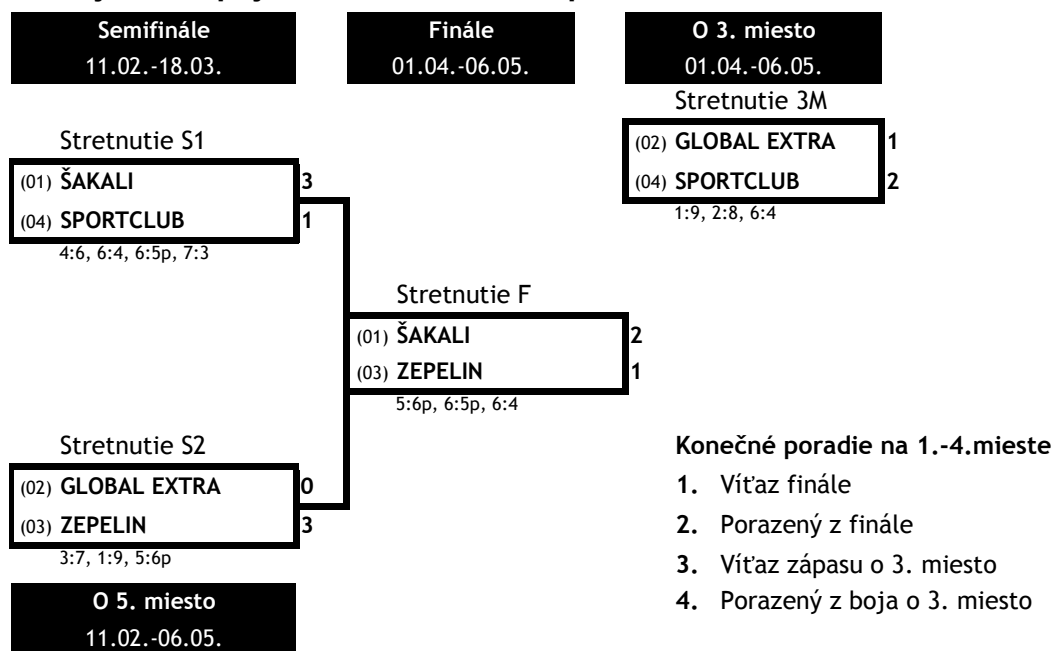 Semifinále
11.02.-18.03.
Finále
01.04.-06.05.
O 3. miesto
01.04.-06.05.
Stretnutie 3M
(02) GLOBAL EXTRA 1
(04) SPORTCLUB 2
1:9, 2:8, 6:4
Stretnutie S1
(01) ŠAKALI 3
(04) SPORTCLUB 1
4:6, 6:4, 6:5p, 7:3
Stretnutie F
(01) ŠAKALI 2
(03) ZEPELIN 1
5:6p, 6:5p, 6:4
Stretnutie S2
(02) GLOBAL EXTRA 0
(03) ZEPELIN 3
3:7, 1:9, 5:6p
Konečné poradie na 1.-4.mieste
1. Víťaz finále
2. Porazený z finále
3. Víťaz zápasu o 3. miesto
4. Porazený z boja o 3. miesto
O 5. miesto
11.02.-06.05.